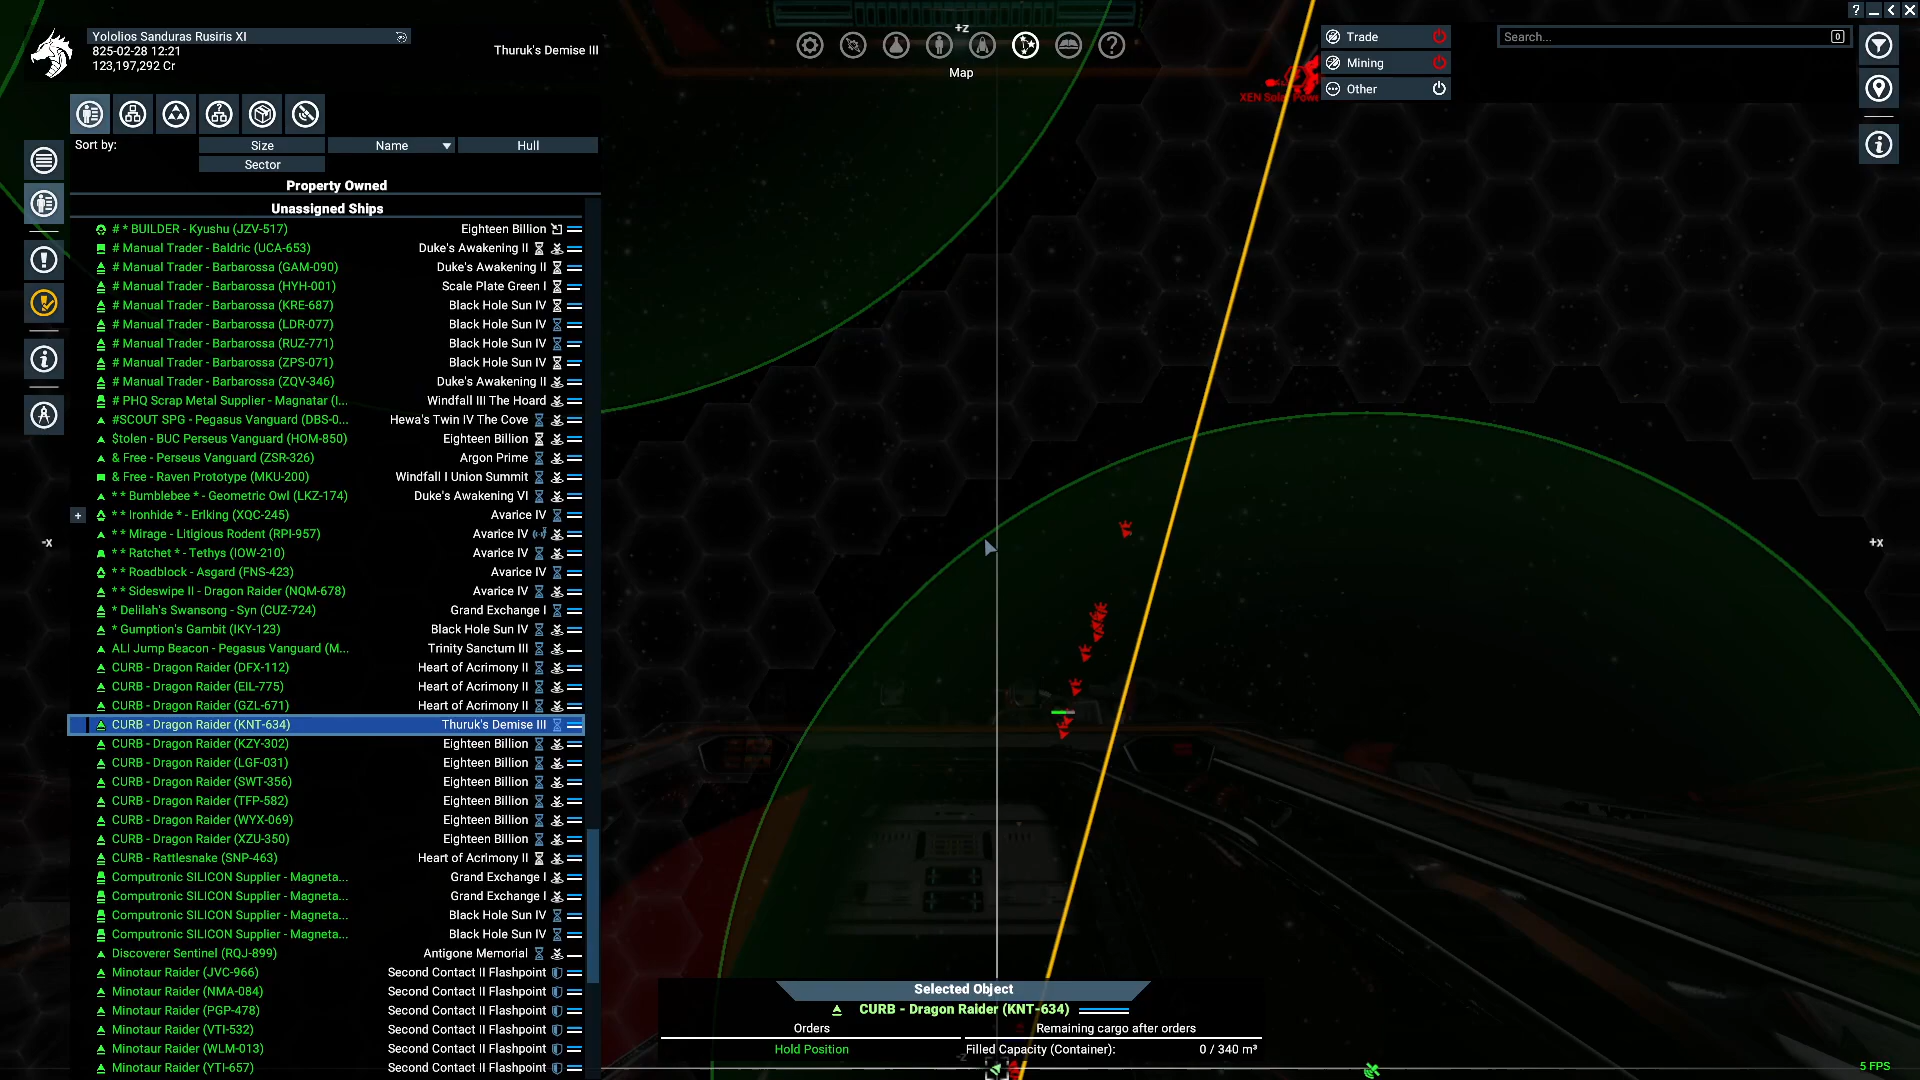 Yololios Sanduras Rusiris XI
825-02-28 12:21
123,197,292 Cr
Thuruk's Demise III
+z
Map
Trade
Mining
Other
Search...
0
Sort by:
Size
Name
Hull
Sector
Property Owned
Unassigned Ships
# * BUILDER - Kyushu (JZV-517) Eighteen Billion
# Manual Trader - Baldric (UCA-653) Duke's Awakening II
# Manual Trader - Barbarossa (GAM-090) Duke's Awakening II
# Manual Trader - Barbarossa (HYH-001) Scale Plate Green I
# Manual Trader - Barbarossa (KRE-687) Black Hole Sun IV
# Manual Trader - Barbarossa (LDR-077) Black Hole Sun IV
# Manual Trader - Barbarossa (RUZ-771) Black Hole Sun IV
# Manual Trader - Barbarossa (ZPS-071) Black Hole Sun IV
# Manual Trader - Barbarossa (ZQV-346) Duke's Awakening II
# PHQ Scrap Metal Supplier - Magnatar (I... Windfall III The Hoard
#SCOUT SPG - Pegasus Vanguard (DBS-0... Hewa's Twin IV The Cove
$tolen - BUC Perseus Vanguard (HOM-850) Eighteen Billion
& Free - Perseus Vanguard (ZSR-326) Argon Prime
& Free - Raven Prototype (MKU-200) Windfall I Union Summit
* * Bumblebee * - Geometric Owl (LKZ-174) Duke's Awakening VI
+ * * Ironhide * - Erlking (XQC-245) Avarice IV
* * Mirage - Litigious Rodent (RPI-957) Avarice IV
* * Ratchet * - Tethys (IOW-210) Avarice IV
* * Roadblock - Asgard (FNS-423) Avarice IV
* * Sideswipe II - Dragon Raider (NQM-678) Avarice IV
* Delilah's Swansong - Syn (CUZ-724) Grand Exchange I
* Gumption's Gambit (IKY-123) Black Hole Sun IV
ALI Jump Beacon - Pegasus Vanguard (M... Trinity Sanctum III
CURB - Dragon Raider (DFX-112) Heart of Acrimony II
CURB - Dragon Raider (EIL-775) Heart of Acrimony II
CURB - Dragon Raider (GZL-671) Heart of Acrimony II
CURB - Dragon Raider (KNT-634) Thuruk's Demise III
CURB - Dragon Raider (KZY-302) Eighteen Billion
CURB - Dragon Raider (LGF-031) Eighteen Billion
CURB - Dragon Raider (SWT-356) Eighteen Billion
CURB - Dragon Raider (TFP-582) Eighteen Billion
CURB - Dragon Raider (WYX-069) Eighteen Billion
CURB - Dragon Raider (XZU-350) Eighteen Billion
CURB - Rattlesnake (SNP-463) Heart of Acrimony II
Computronic SILICON Supplier - Magneta... Grand Exchange I
Computronic SILICON Supplier - Magneta... Grand Exchange I
Computronic SILICON Supplier - Magneta... Black Hole Sun IV
Computronic SILICON Supplier - Magneta... Black Hole Sun IV
Discoverer Sentinel (RQJ-899) Antigone Memorial
Minotaur Raider (JVC-966) Second Contact II Flashpoint
Minotaur Raider (NMA-084) Second Contact II Flashpoint
Minotaur Raider (PGP-478) Second Contact II Flashpoint
Minotaur Raider (VTI-532) Second Contact II Flashpoint
Minotaur Raider (WLM-013) Second Contact II Flashpoint
Minotaur Raider (YTI-657) Second Contact II Flashpoint
-x
+x
XEN
Selected Object
CURB - Dragon Raider (KNT-634)
Orders
Remaining cargo after orders
Hold Position
Filled Capacity (Container): 0 / 340 m³
-z
5 FPS